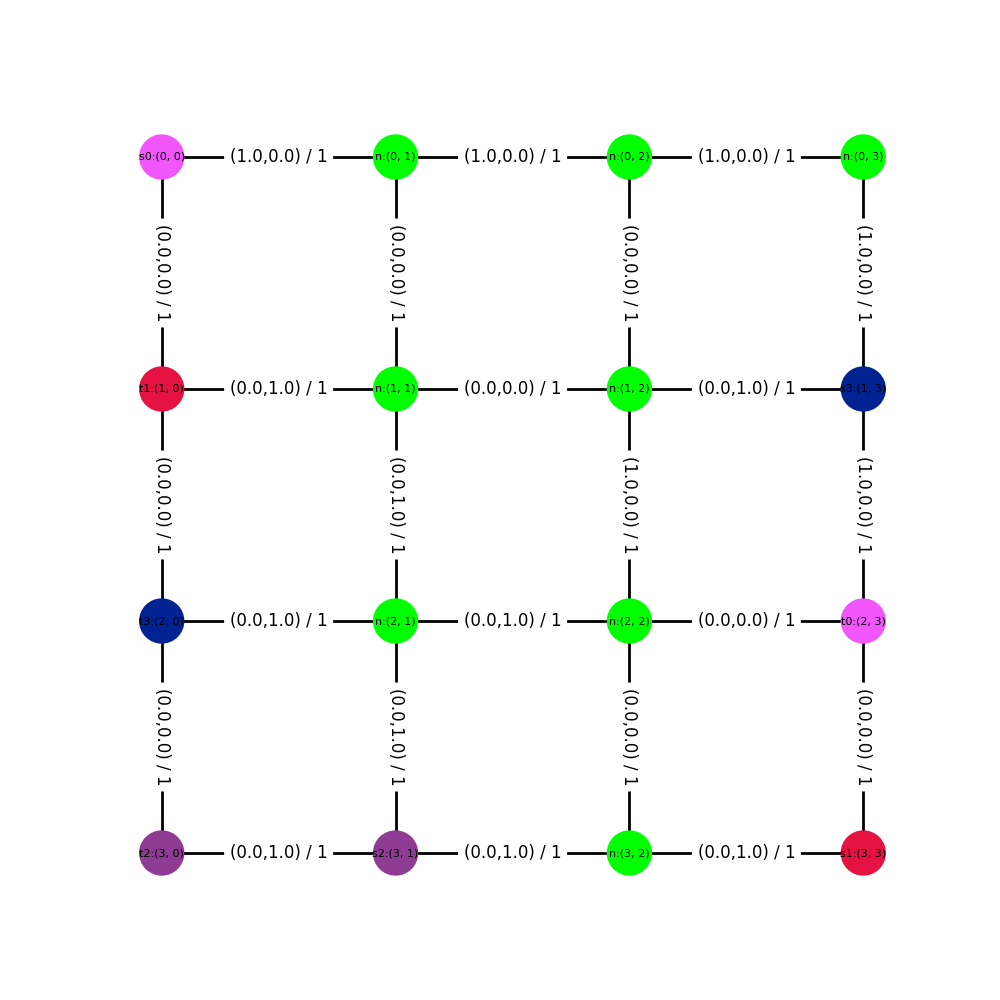 s0:(0, 0) (1.0,0.0) / 1 n:(0, 1) (1.0,0.0) / 1 n:(0, 2) (1.0,0.0) / 1 n:(0, 3)
(0.0,0.0) / 1 (0.0,0.0) / 1 (0.0,0.0) / 1 (1.0,0.0) / 1
t1:(1, 0) (0.0,1.0) / 1 n:(1, 1) (0.0,0.0) / 1 n:(1, 2) (0.0,1.0) / 1 s3:(1, 3)
(0.0,0.0) / 1 (0.0,1.0) / 1 (1.0,0.0) / 1 (1.0,0.0) / 1
t3:(2, 0) (0.0,1.0) / 1 n:(2, 1) (0.0,1.0) / 1 n:(2, 2) (0.0,0.0) / 1 t0:(2, 3)
(0.0,0.0) / 1 (0.0,1.0) / 1 (0.0,0.0) / 1 (0.0,0.0) / 1
t2:(3, 0) (0.0,1.0) / 1 s2:(3, 1) (0.0,1.0) / 1 n:(3, 2) (0.0,1.0) / 1 s1:(3, 3)